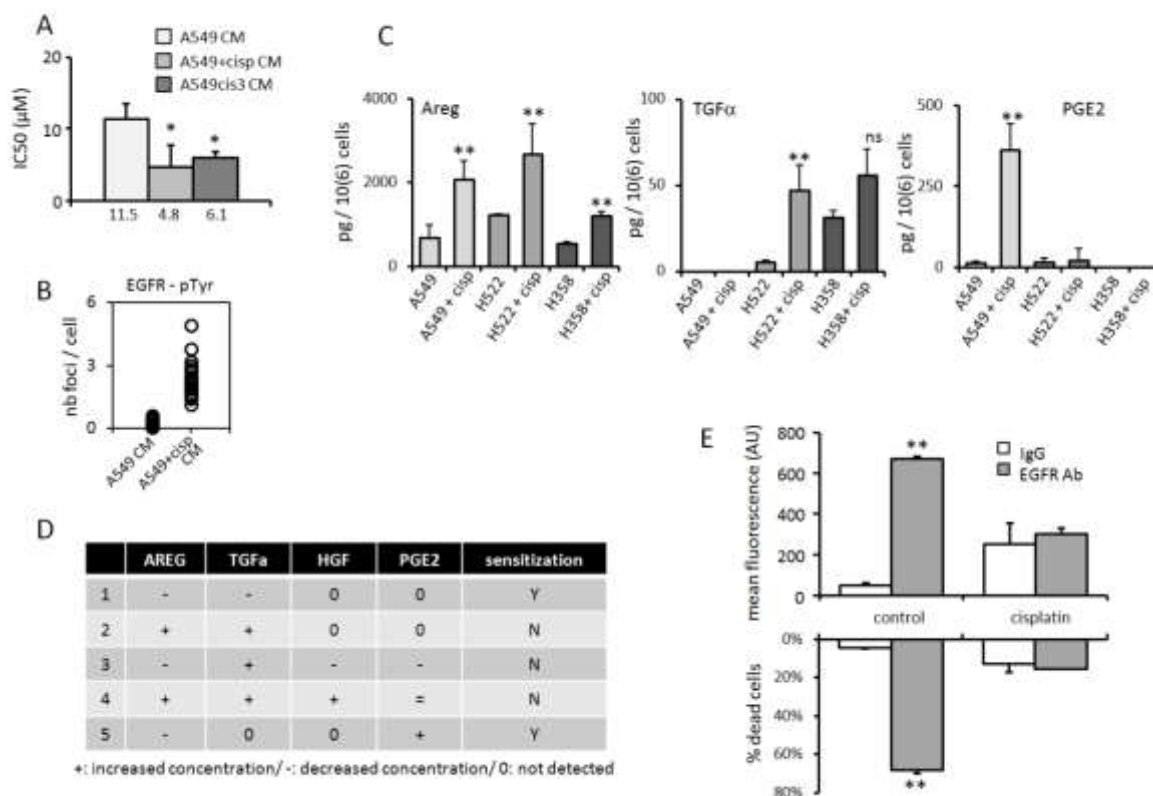 A
A549 CM
A549+cisp CM
A549cis3 CM
IC50 (µM)
20
10
0
* *
11.5 4.8 6.1
B
EGFR - pTyr
nb foci / cell
6
3
0
A549 CM
A549+cisp CM
C
Areg
pg / 10(6) cells
4000
2000
0
** ** **
A549
A549 + cisp
H522
H522 + cisp
H358
H358+ cisp
TGFα
pg / 10(6) cells
100
50
0
** ns
A549
A549 + cisp
H522
H522 + cisp
H358
H358+ cisp
PGE2
pg / 10(6) cells
500
250
0
**
A549
A549 + cisp
H522
H522 + cisp
H358
H358+cisp
D
AREG TGFa HGF PGE2 sensitization
1 - - 0 0 Y
2 + + 0 0 N
3 - + - - N
4 + + + = N
5 - 0 0 + Y
+: increased concentration/ -: decreased concentration/ 0: not detected
E
IgG
EGFR Ab
mean fluorescence (AU)
800
600
400
200
0
**
control cisplatin
% dead cells
0%
20%
40%
60%
80%
**